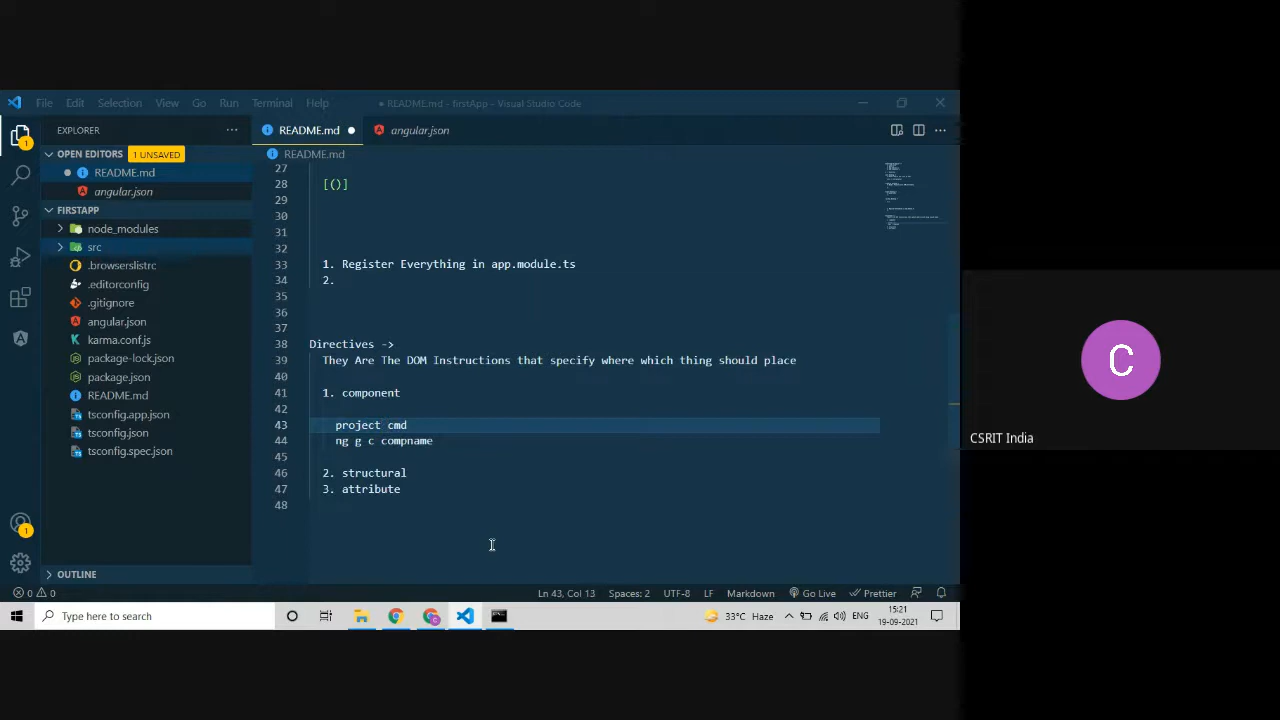 File Edit Selection View Go Run Terminal Help
● README.md - firstApp - Visual Studio Code
EXPLORER
README.md
angular.json
OPEN EDITORS
1 UNSAVED
README.md
README.md
angular.json
FIRSTAPP
node_modules
src
.browserslistrc
.editorconfig
.gitignore
angular.json
karma.conf.js
package-lock.json
package.json
README.md
tsconfig.app.json
tsconfig.json
tsconfig.spec.json
OUTLINE
1
1
27
28 [()]
29
30
31
32
33 1. Register Everything in app.module.ts
34 2.
35
36
37
38 Directives ->
39 They Are The DOM Instructions that specify where which thing should place
40
41 1. component
42
43 project cmd
44 ng g c compname
45
46 2. structural
47 3. attribute
48
0 0
Ln 43, Col 13 Spaces: 2 UTF-8 LF Markdown Go Live Prettier
Type here to search
33°C Haze
ENG
15:21
19-09-2021
C
CSRIT India